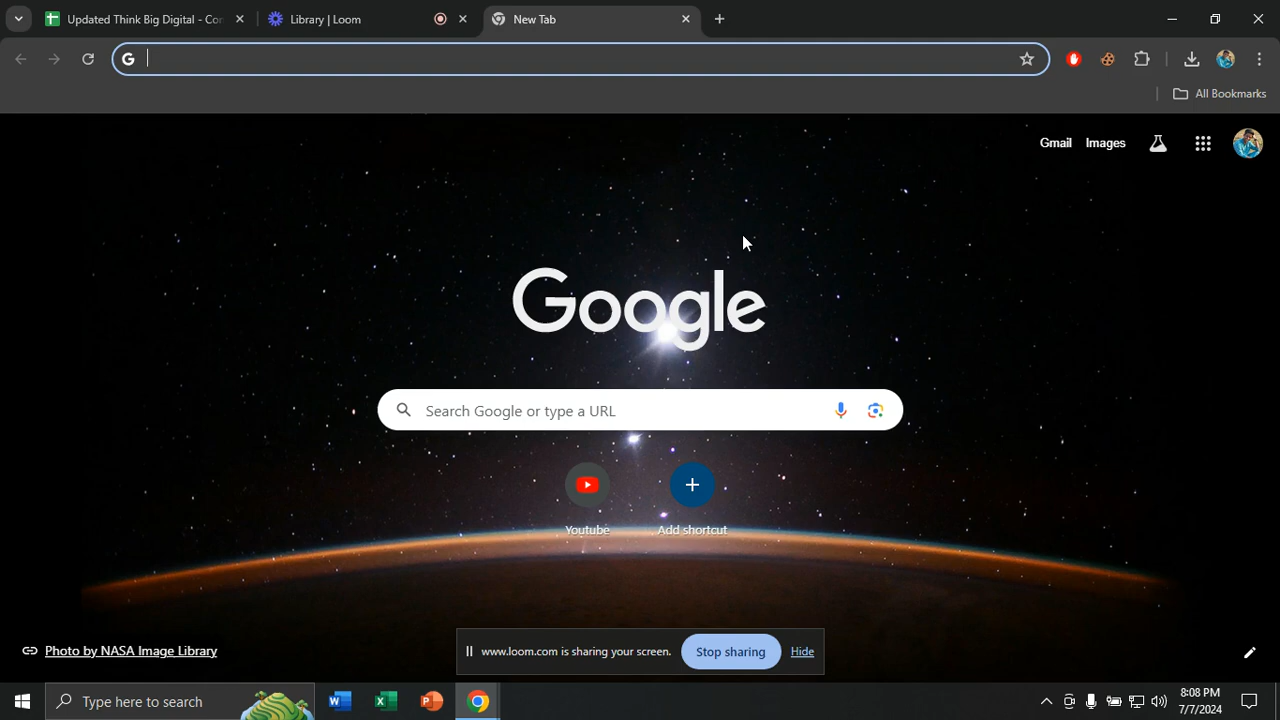 Updated Think Big Digital - Con
Library | Loom
New Tab
All Bookmarks
Gmail
Images
Google
Search Google or type a URL
Youtube
Add shortcut
Photo by NASA Image Library
www.loom.com is sharing your screen.
Stop sharing
Hide
Type here to search
8:08 PM
7/7/2024